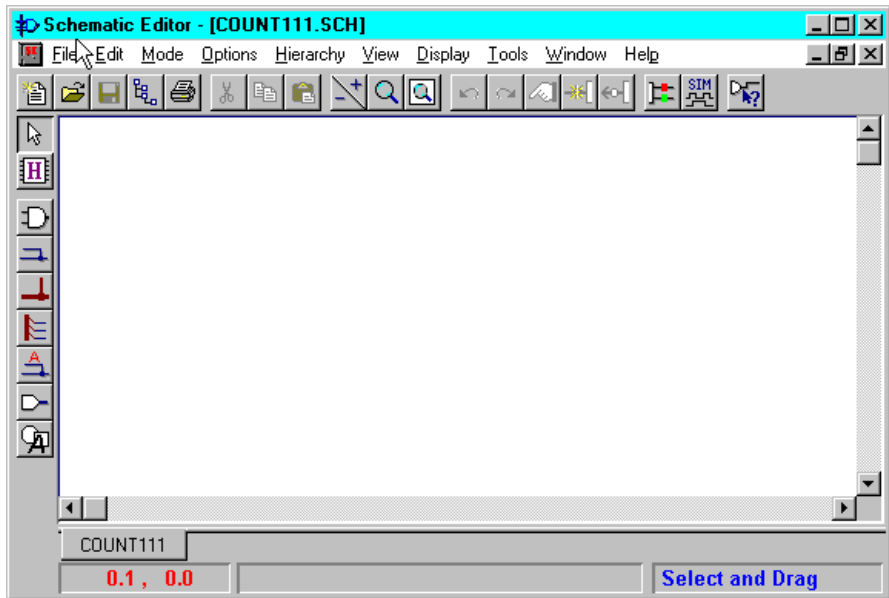 Schematic Editor - [COUNT111.SCH]
File Edit Mode Options Hierarchy View Display Tools Window Help
SIM
H
A
A
COUNT111
0.1 , 0.0 Select and Drag